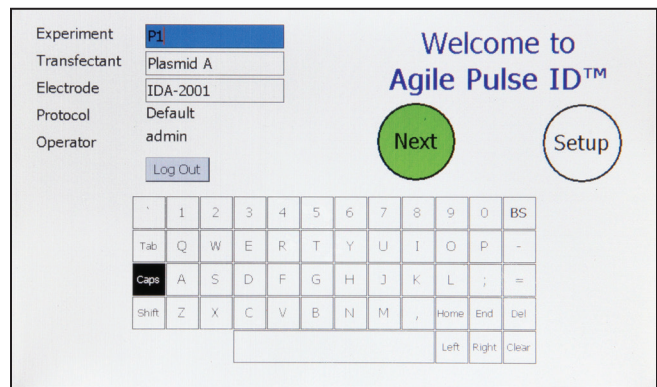 Experiment P1
Transfectant Plasmid A
Electrode IDA-2001
Protocol Default
Operator admin
Log Out
Welcome to
Agile Pulse ID™
Next
Setup
` 1 2 3 4 5 6 7 8 9 0 BS
Tab Q W E R T Y U I O P -
Caps A S D F G H J K L ; =
Shift Z X C V B N M , Home End Del
Left Right Clear